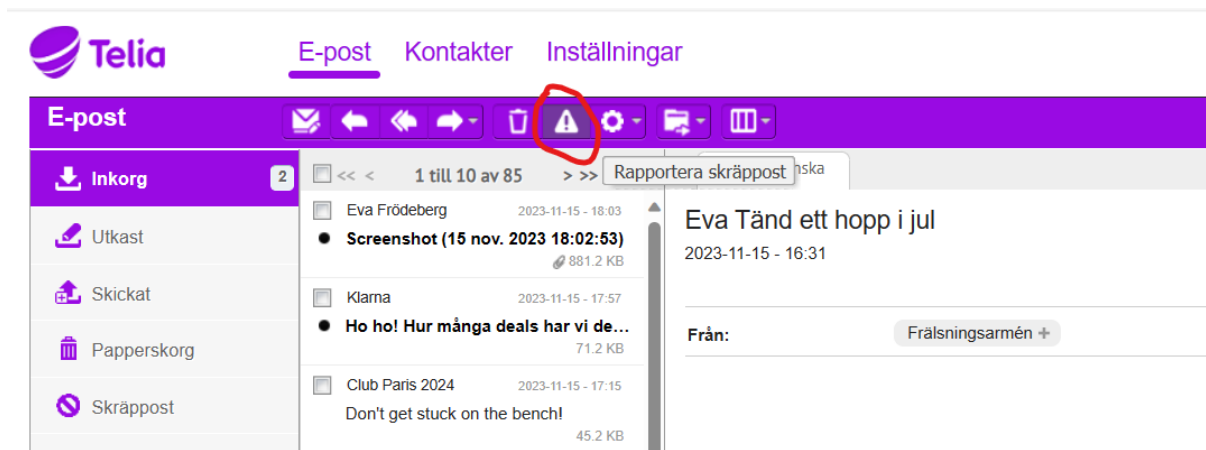 Telia
E-post Kontakter Inställningar
E-post
Inkorg 2
Utkast
Skickat
Papperskorg
Skräppost
<< < 1 till 10 av 85 > >>
Rapportera skräppost
Eva Frödeberg 2023-11-15 - 18:03
Screenshot (15 nov. 2023 18:02:53)
881.2 KB
Klarna 2023-11-15 - 17:57
Ho ho! Hur många deals har vi de...
71.2 KB
Club Paris 2024 2023-11-15 - 17:15
Don't get stuck on the bench!
45.2 KB
Eva Tänd ett hopp i jul
2023-11-15 - 16:31
Från: Frälsningsarmén +